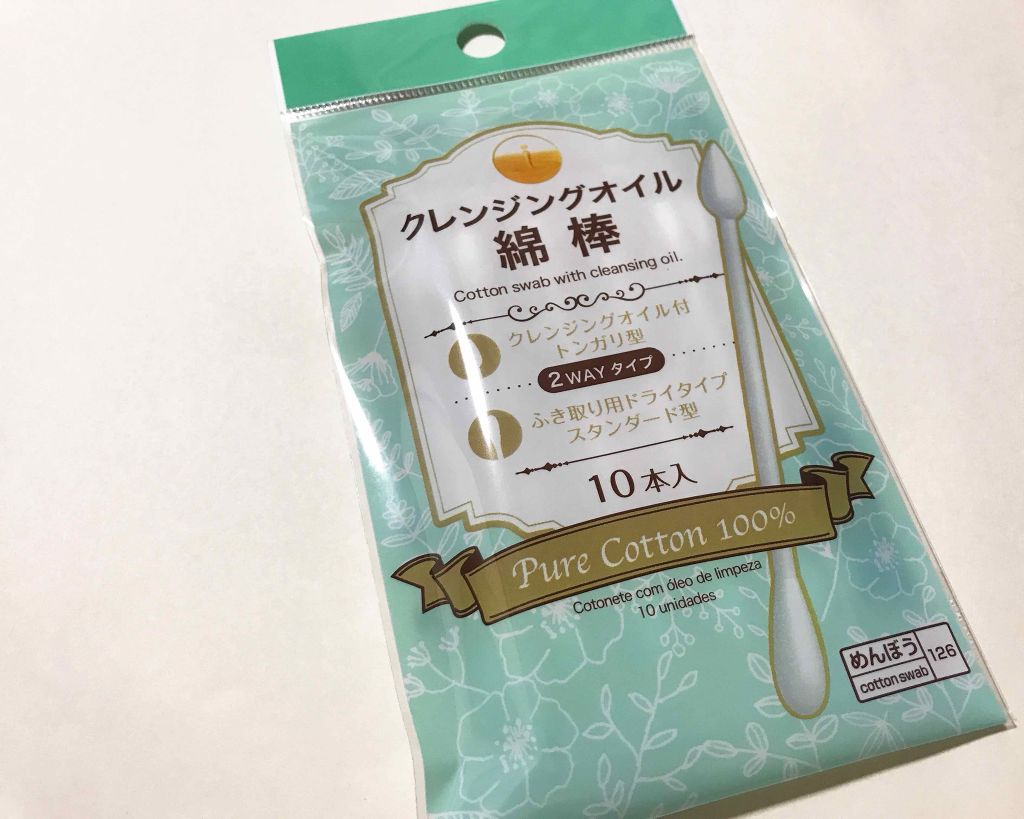 クレンジングオイル
綿棒
Cotton swab with cleansing oil.
クレンジングオイル付
トンガリ型
2WAYタイプ
ふき取り用ドライタイプ
スタンダード型
10本入
Pure Cotton 100%
Cotonete com óleo de limpeza
10 unidades
めんぼう
cotton swab
126